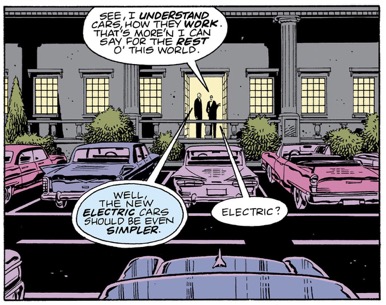 SEE, I UNDERSTAND
CARS, HOW THEY WORK.
THAT'S MORE'N I CAN
SAY FOR THE REST
O' THIS WORLD.
WELL,
THE NEW
ELECTRIC CARS
SHOULD BE EVEN
SIMPLER.
ELECTRIC?